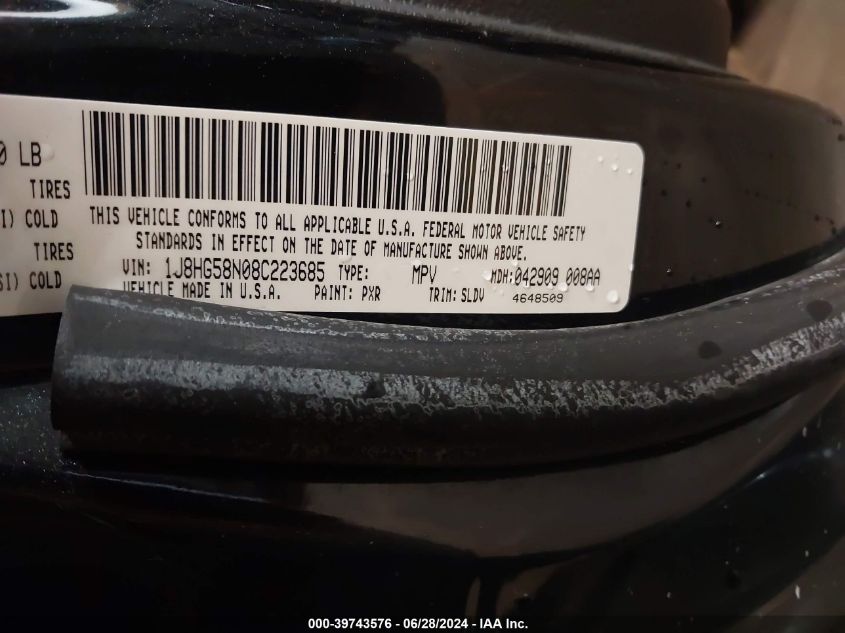 0 LB
TIRES
I) COLD
TIRES
SI) COLD
THIS VEHICLE CONFORMS TO ALL APPLICABLE U.S.A. FEDERAL MOTOR VEHICLE SAFETY
STANDARDS IN EFFECT ON THE DATE OF MANUFACTURE SHOWN ABOVE.
VIN: 1J8HG58N08C223685 TYPE: MPV MDH:042909 008AA
VEHICLE MADE IN U.S.A. PAINT: PXR TRIM: SLDV 4648509
000-39743576 / 06/28/2024 - IAA Inc.